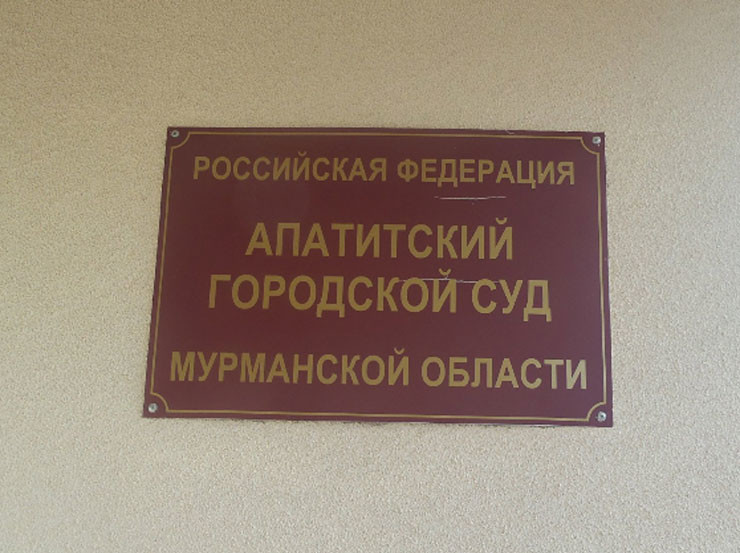 РОССИЙСКАЯ ФЕДЕРАЦИЯ
АПАТИТСКИЙ
ГОРОДСКОЙ СУД
МУРМАНСКОЙ ОБЛАСТИ